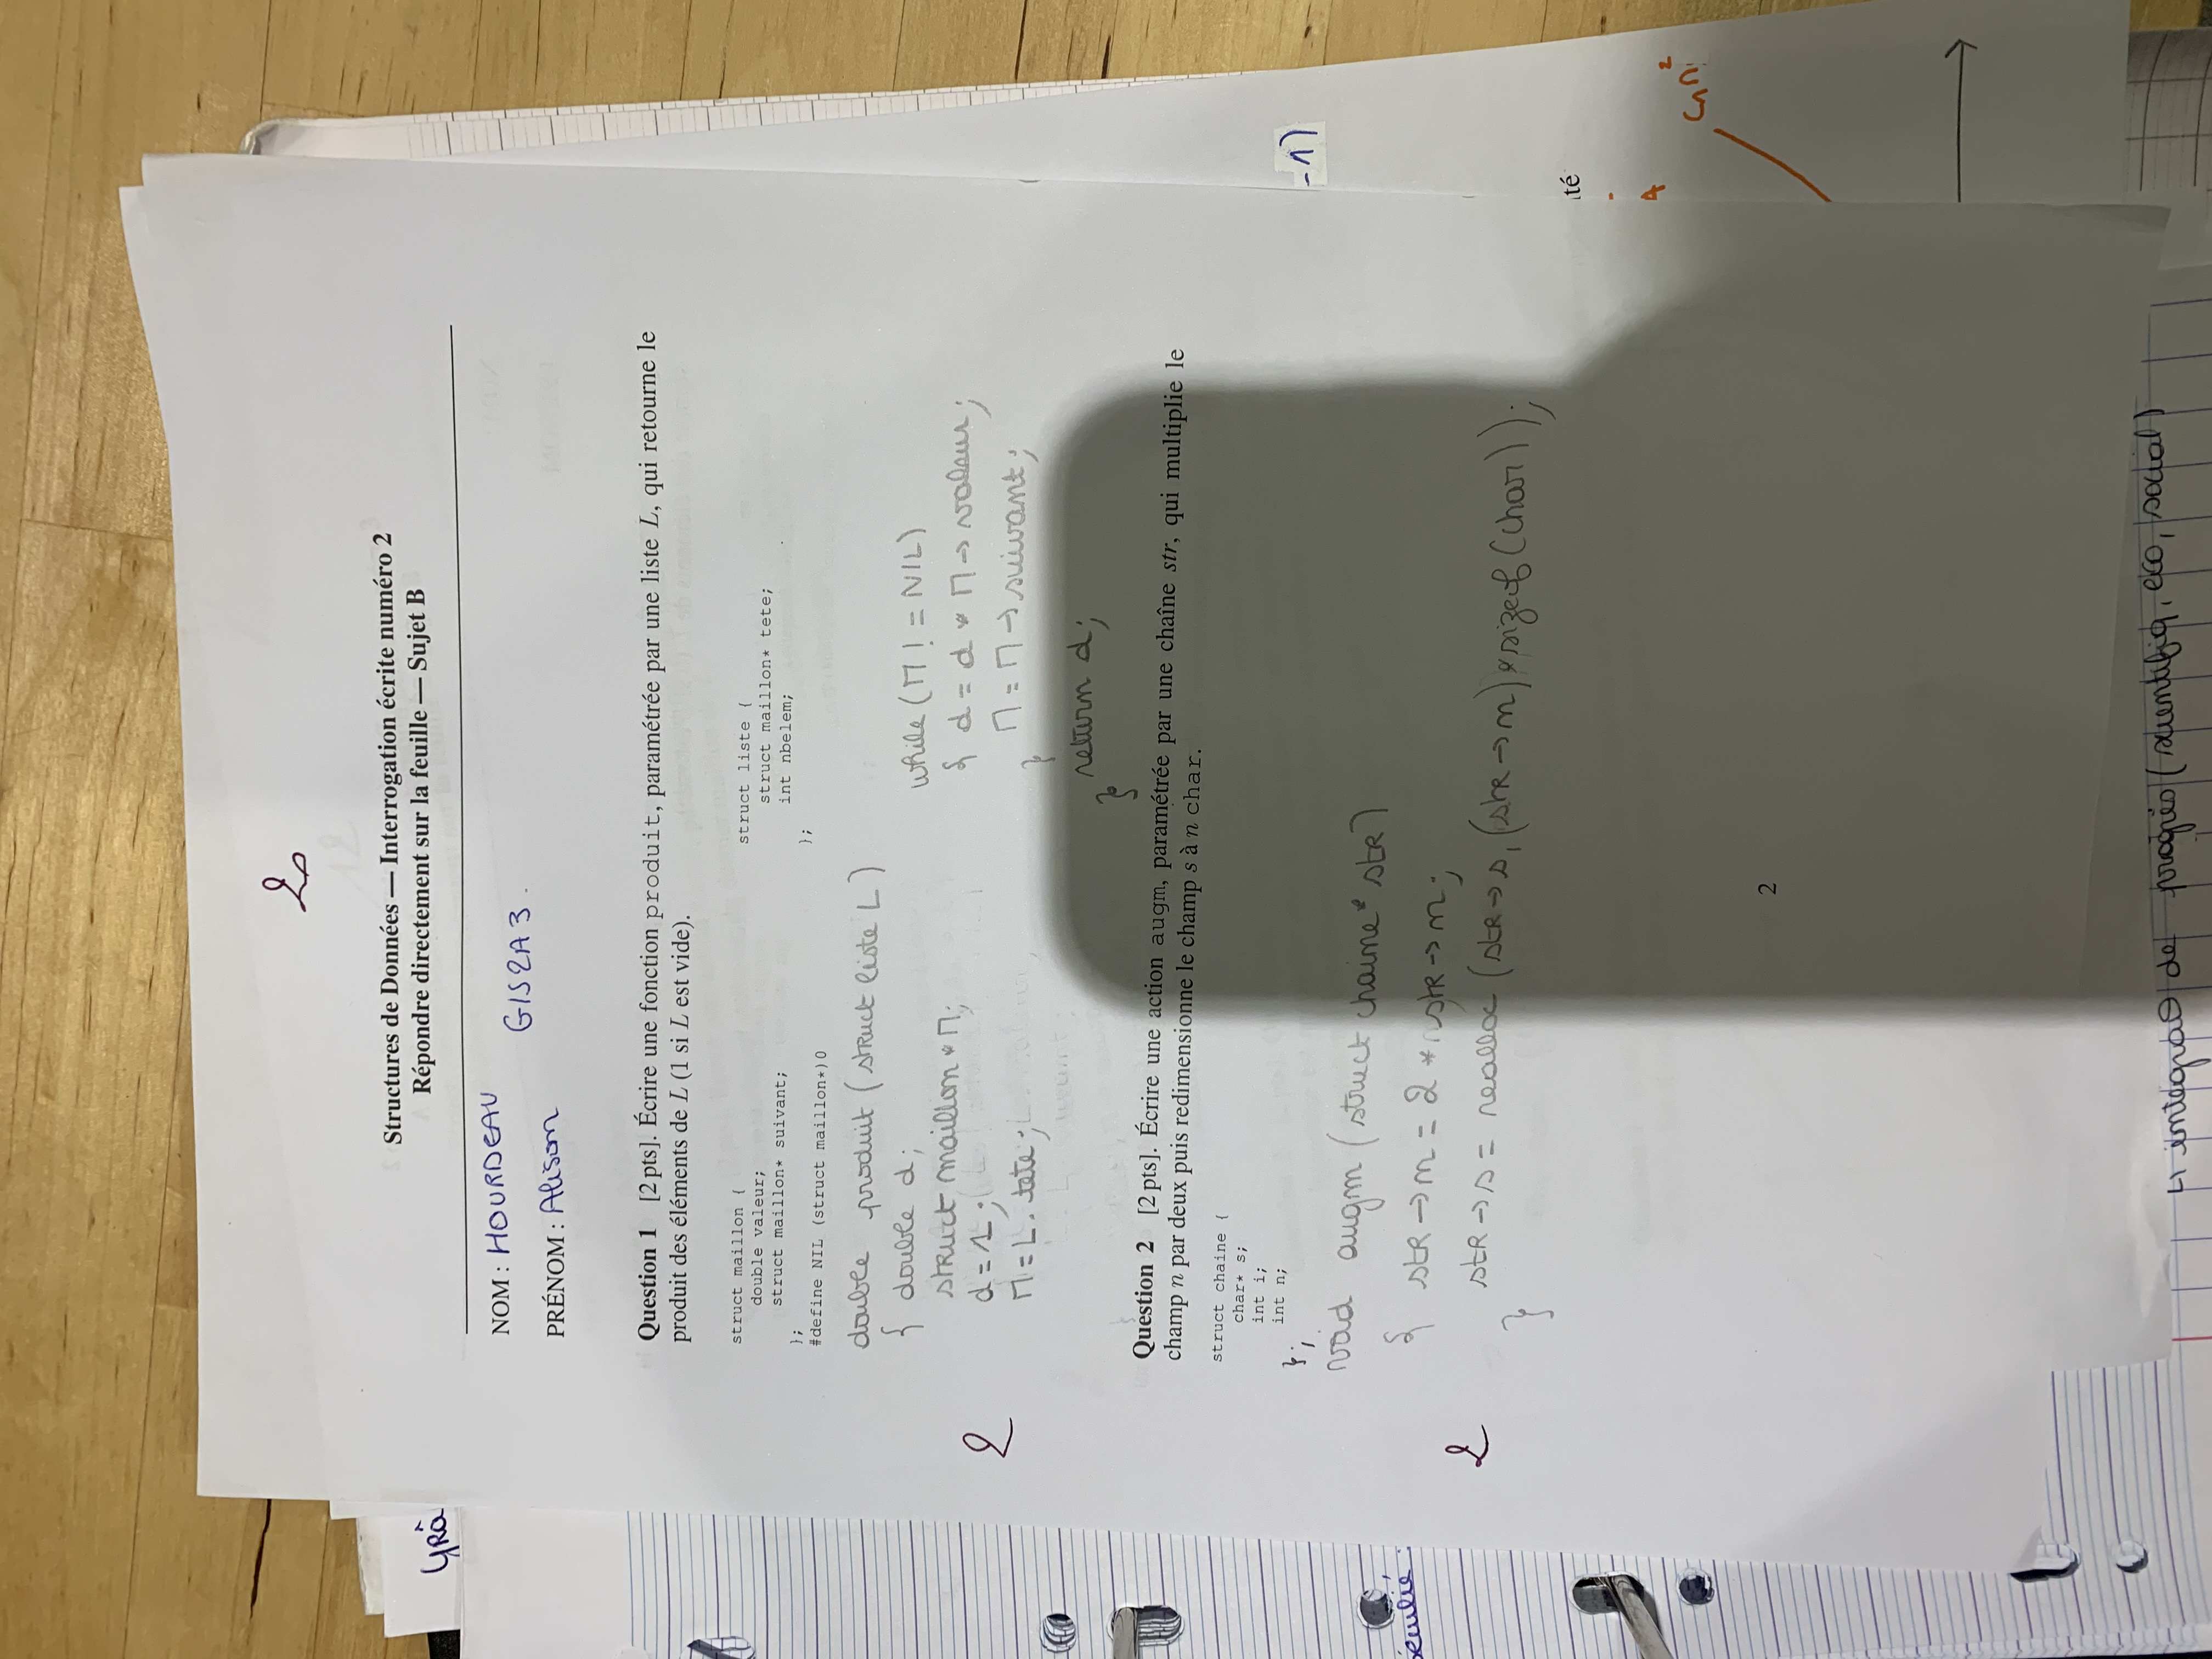 20
Structures de Données — Interrogation écrite numéro 2
Répondre directement sur la feuille — Sujet B
NOM : HOURDEAU
GIS2A3.
PRÉNOM : Alison
Question 1 [2 pts]. Écrire une fonction produit, paramétrée par une liste L, qui retourne le
produit des éléments de L (1 si L est vide).
struct maillon {
double valeur;
struct maillon* suivant;
};
#define NIL (struct maillon*)0
struct liste {
struct maillon* tete;
int nbelem;
};
double produit (struct liste L)
{ double d;
struct maillon * M;
d = 1;
M = L.tete;
while (M != NIL)
{ d = d * M->valeur;
M = M->suivant;
}
return d;
}
2
Question 2 [2 pts]. Écrire une action augm, paramétrée par une chaîne str, qui multiplie le
champ n par deux puis redimensionne le champ s à n char.
struct chaine {
char* s;
int i;
int n;
};
void augm (struct chaine * str)
{ str->n = 2 * str->n;
str->s = realloc (str->s, (str->n) * sizeof (char));
}
2
2
GRÂ
-1)
té
4
↳ intégrao de progrès (scientifiq, eco, social)